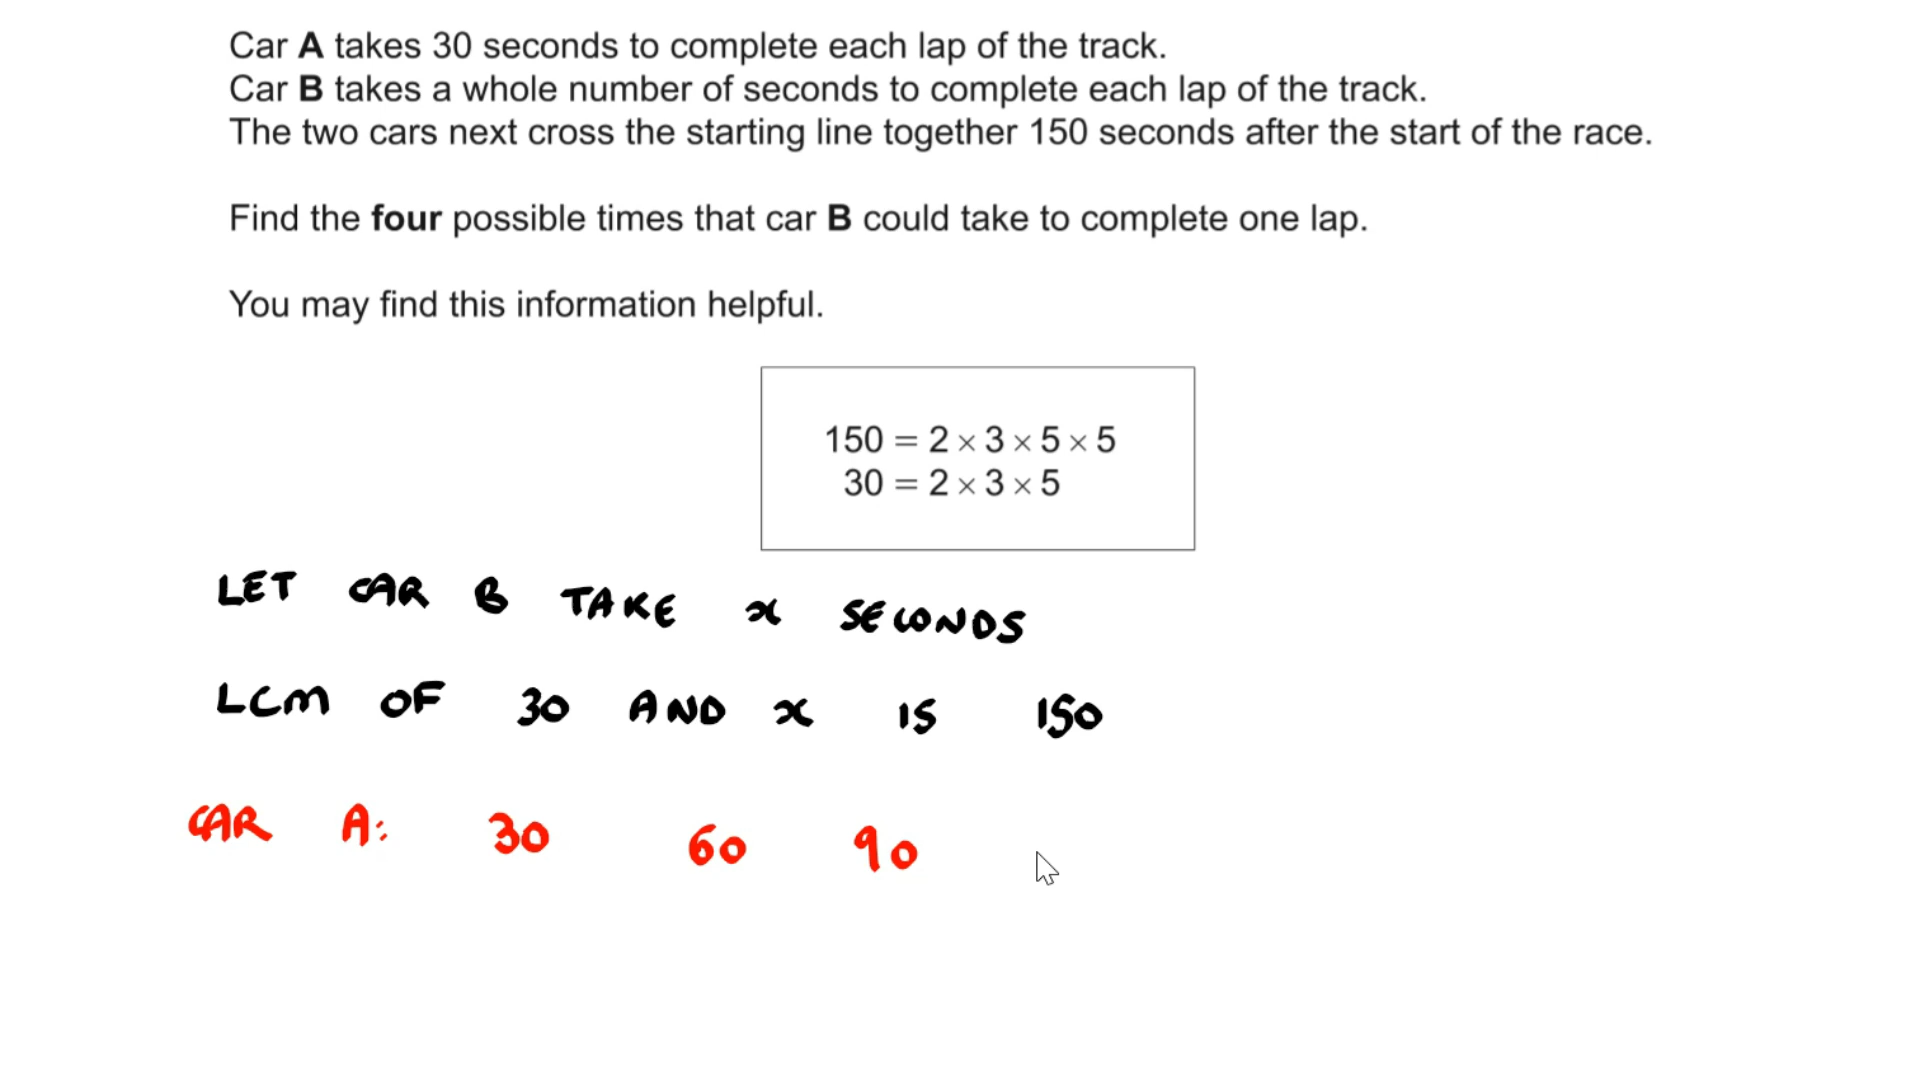 Car A takes 30 seconds to complete each lap of the track.
Car B takes a whole number of seconds to complete each lap of the track.
The two cars next cross the starting line together 150 seconds after the start of the race.
Find the four possible times that car B could take to complete one lap.
You may find this information helpful.
150 = 2 × 3 × 5 × 5
30 = 2 × 3 × 5
LET CAR B TAKE x SECONDS
LCM OF 30 AND x IS 150
CAR A: 30 60 90